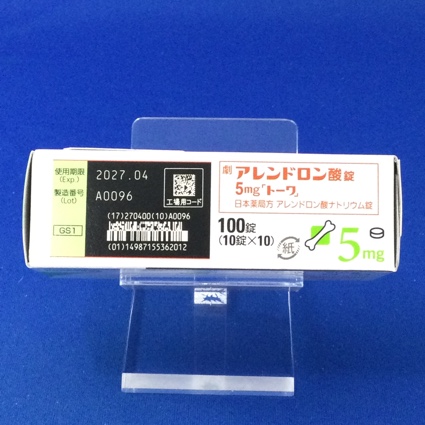 使用期限
(Exp.)
2027.04
製造番号
(Lot)
A0096
GS1
工場用コード
(17)270400(10)A0096
(01)14987155362012
劇 アレンドロン酸錠
5mg「トーワ」
日本薬局方 アレンドロン酸ナトリウム錠
100錠
(10錠×10)
紙
5mg